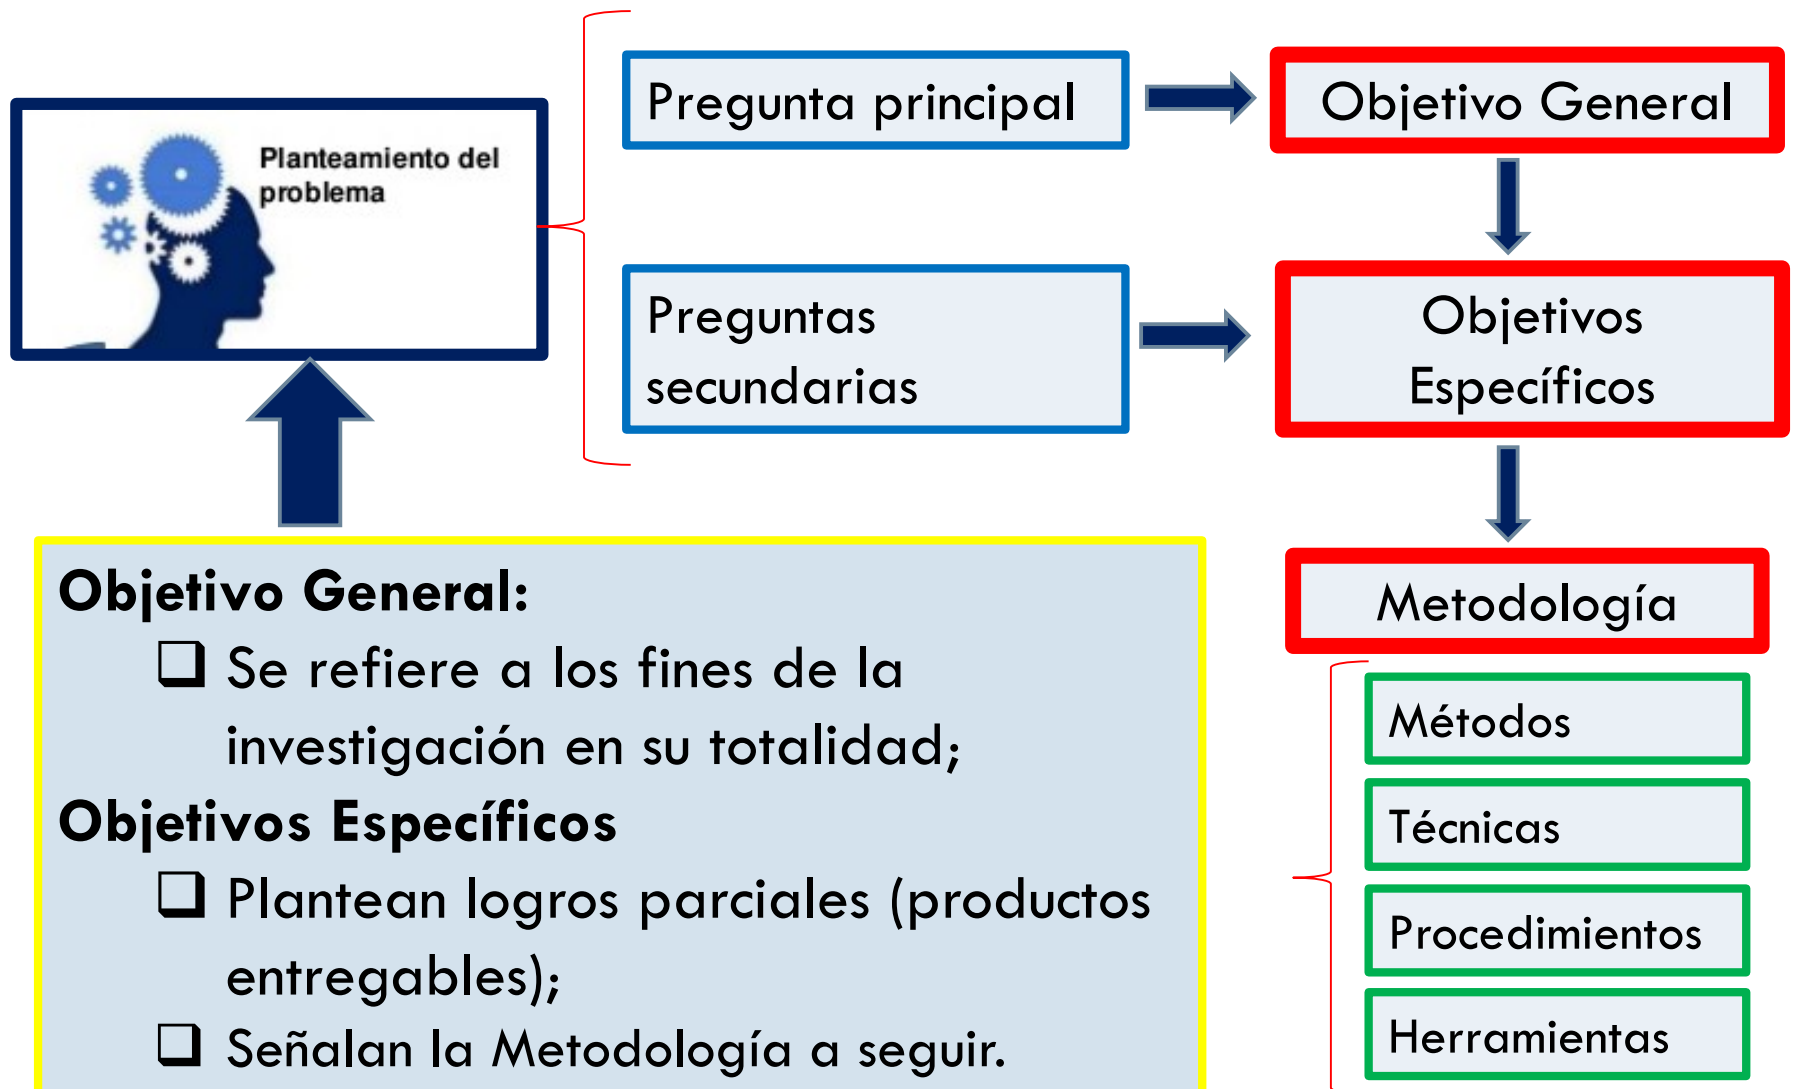 Planteamiento del
problema
Pregunta principal
Objetivo General
Preguntas
secundarias
Objetivos
Específicos
Objetivo General:
Se refiere a los fines de la
investigación en su totalidad;
Objetivos Específicos
Plantean logros parciales (productos
entregables);
Señalan la Metodología a seguir.
Metodología
Métodos
Técnicas
Procedimientos
Herramientas